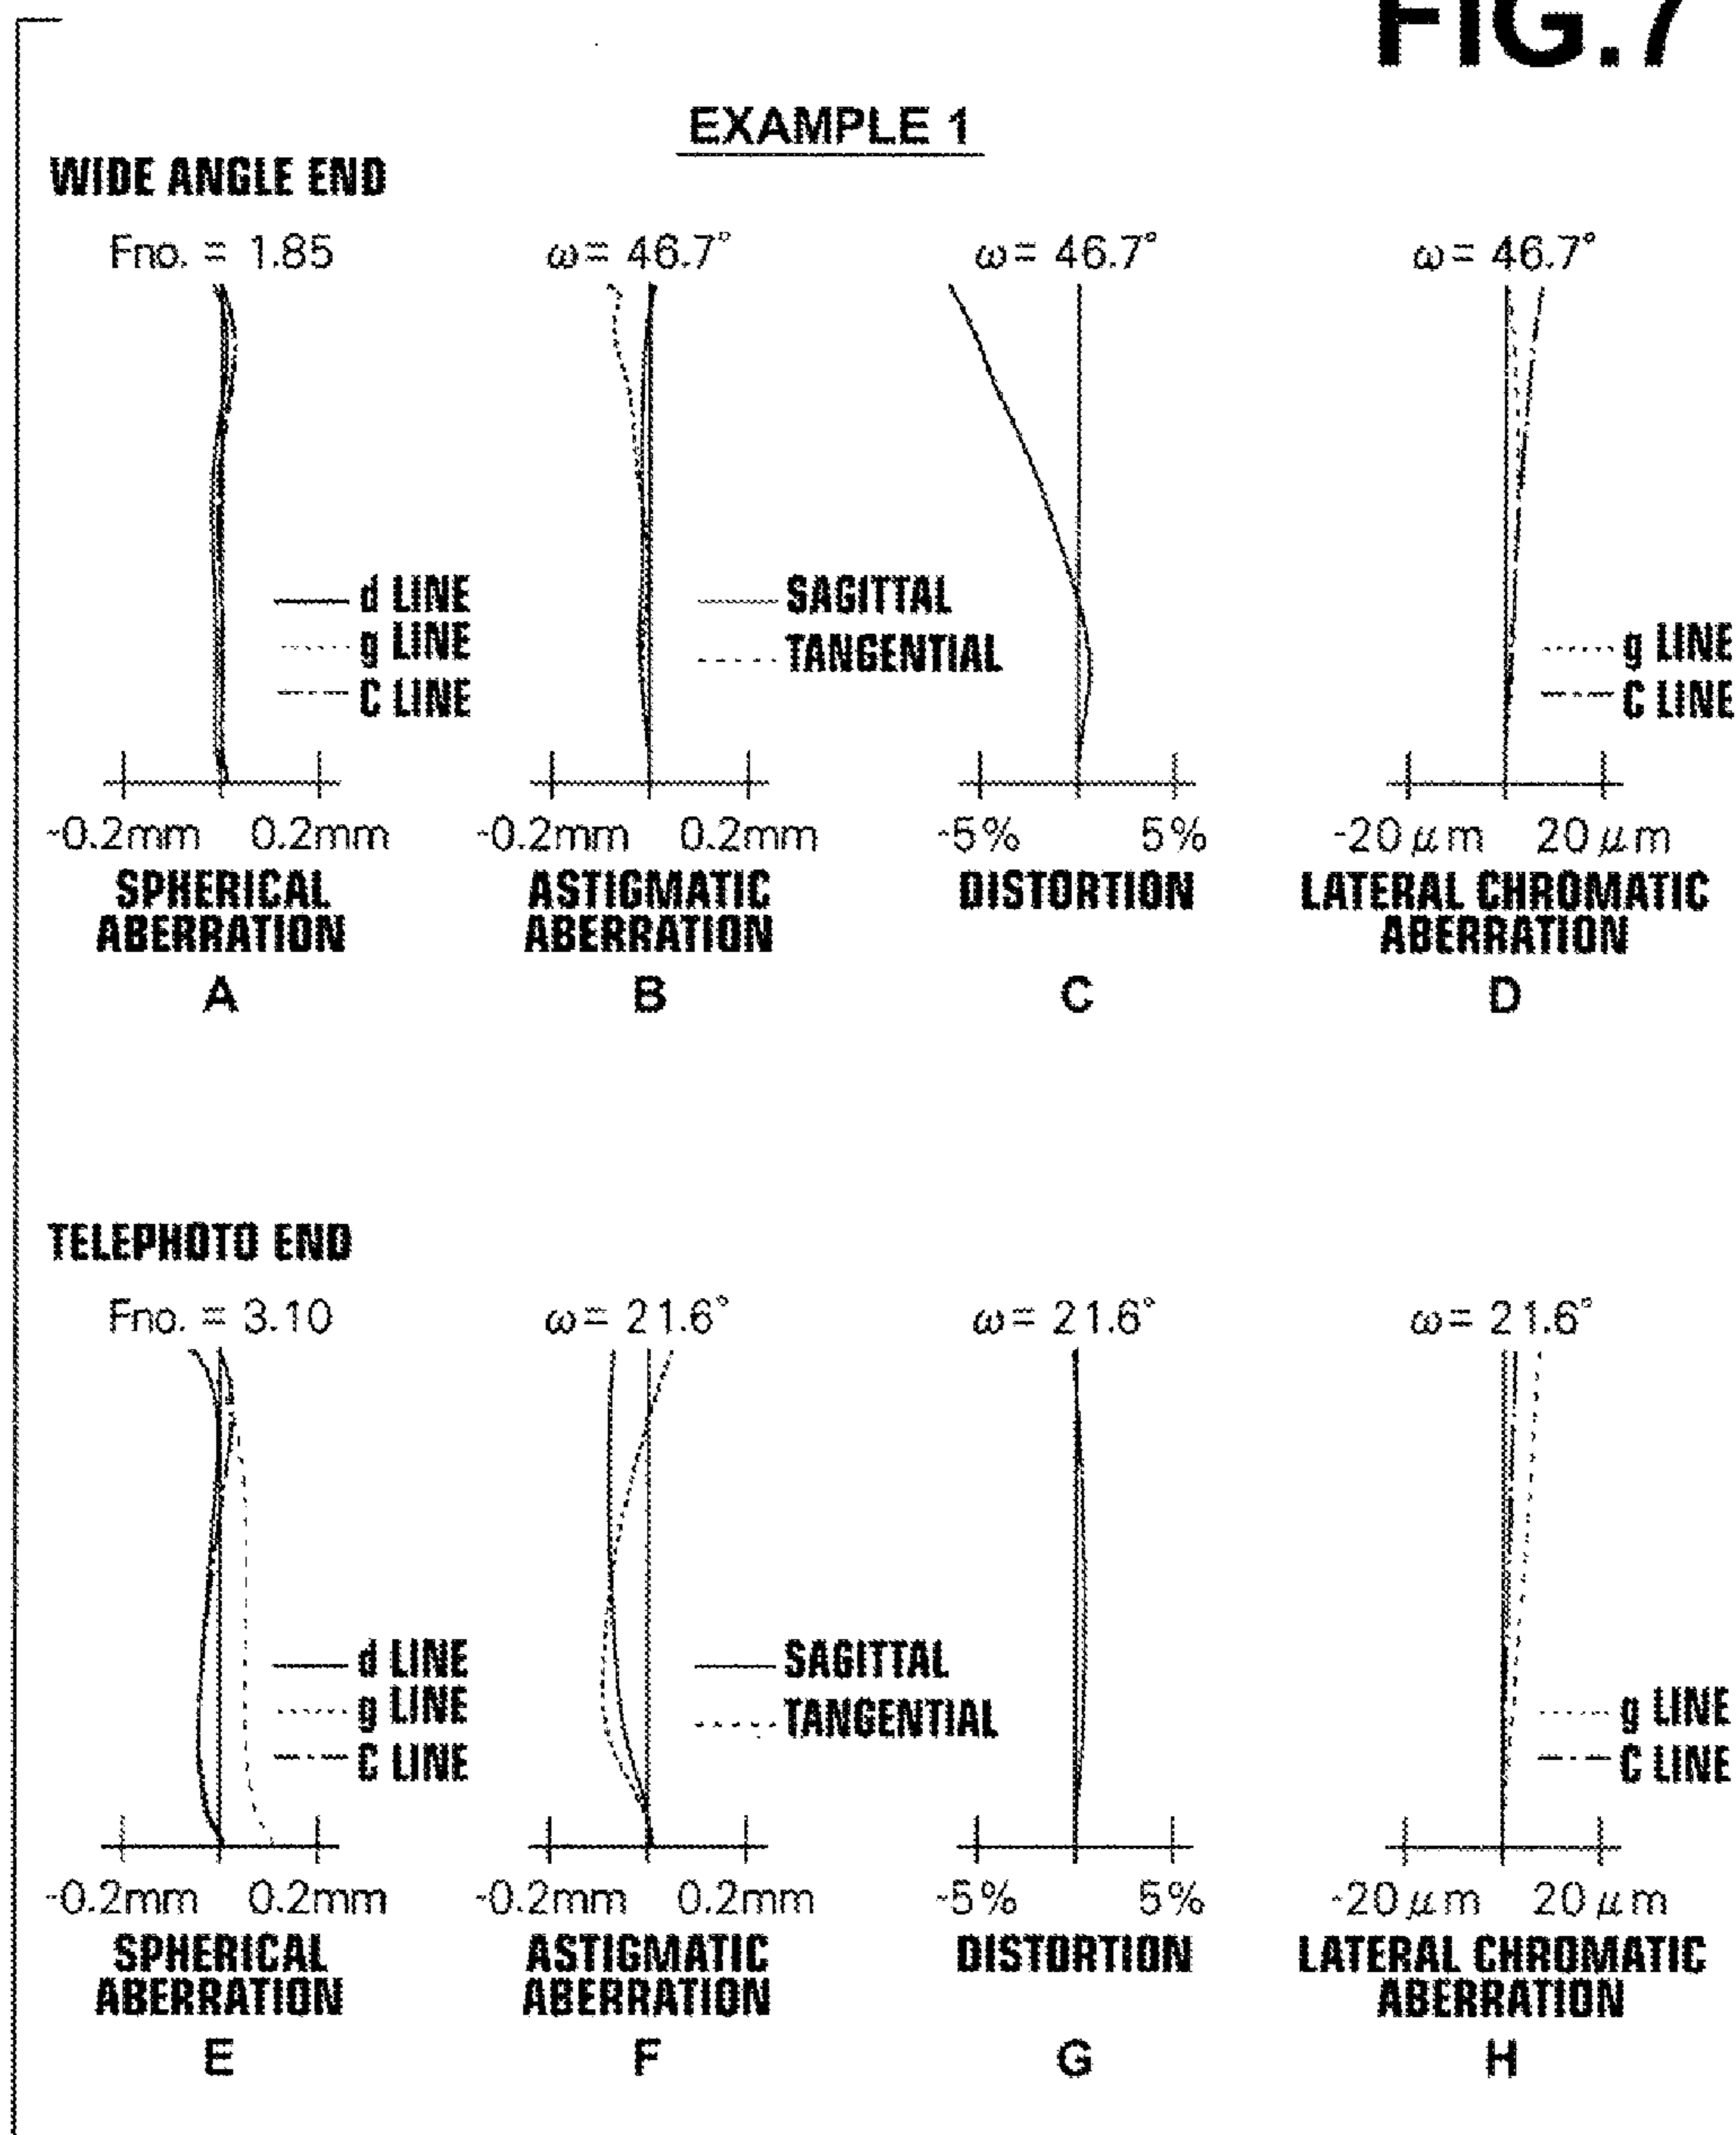 FIG.7
EXAMPLE 1
WIDE ANGLE END
Fno. = 1.85
ω= 46.7°
ω= 46.7°
ω= 46.7°
d LINE
g LINE
C LINE
SAGITTAL
TANGENTIAL
g LINE
C LINE
-0.2mm 0.2mm
-0.2mm 0.2mm
-5% 5%
-20μm 20μm
SPHERICAL
ABERRATION
ASTIGMATIC
ABERRATION
DISTORTION
LATERAL CHROMATIC
ABERRATION
A
B
C
D
TELEPHOTO END
Fno. = 3.10
ω= 21.6°
ω= 21.6°
ω= 21.6°
d LINE
g LINE
C LINE
SAGITTAL
TANGENTIAL
g LINE
C LINE
-0.2mm 0.2mm
-0.2mm 0.2mm
-5% 5%
-20μm 20μm
SPHERICAL
ABERRATION
ASTIGMATIC
ABERRATION
DISTORTION
LATERAL CHROMATIC
ABERRATION
E
F
G
H